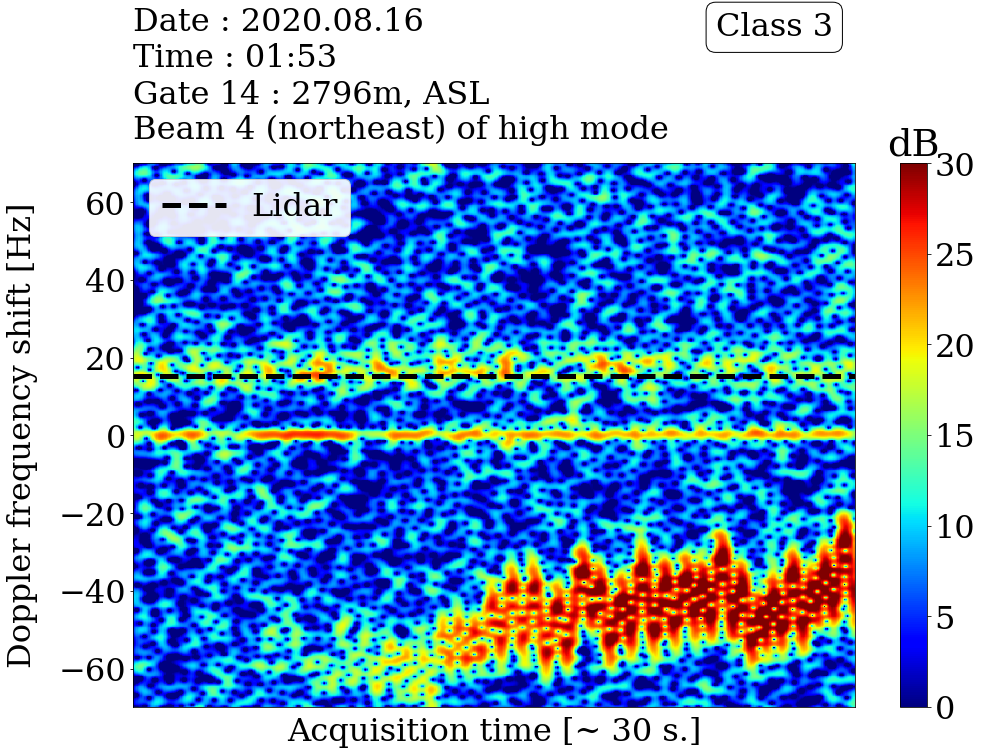 Date : 2020.08.16
Time : 01:53
Gate 14 : 2796m, ASL
Beam 4 (northeast) of high mode
Class 3
dB
Lidar
Doppler frequency shift [Hz]
60
40
20
0
−20
−40
−60
Acquisition time [~ 30 s.]
30
25
20
15
10
5
0